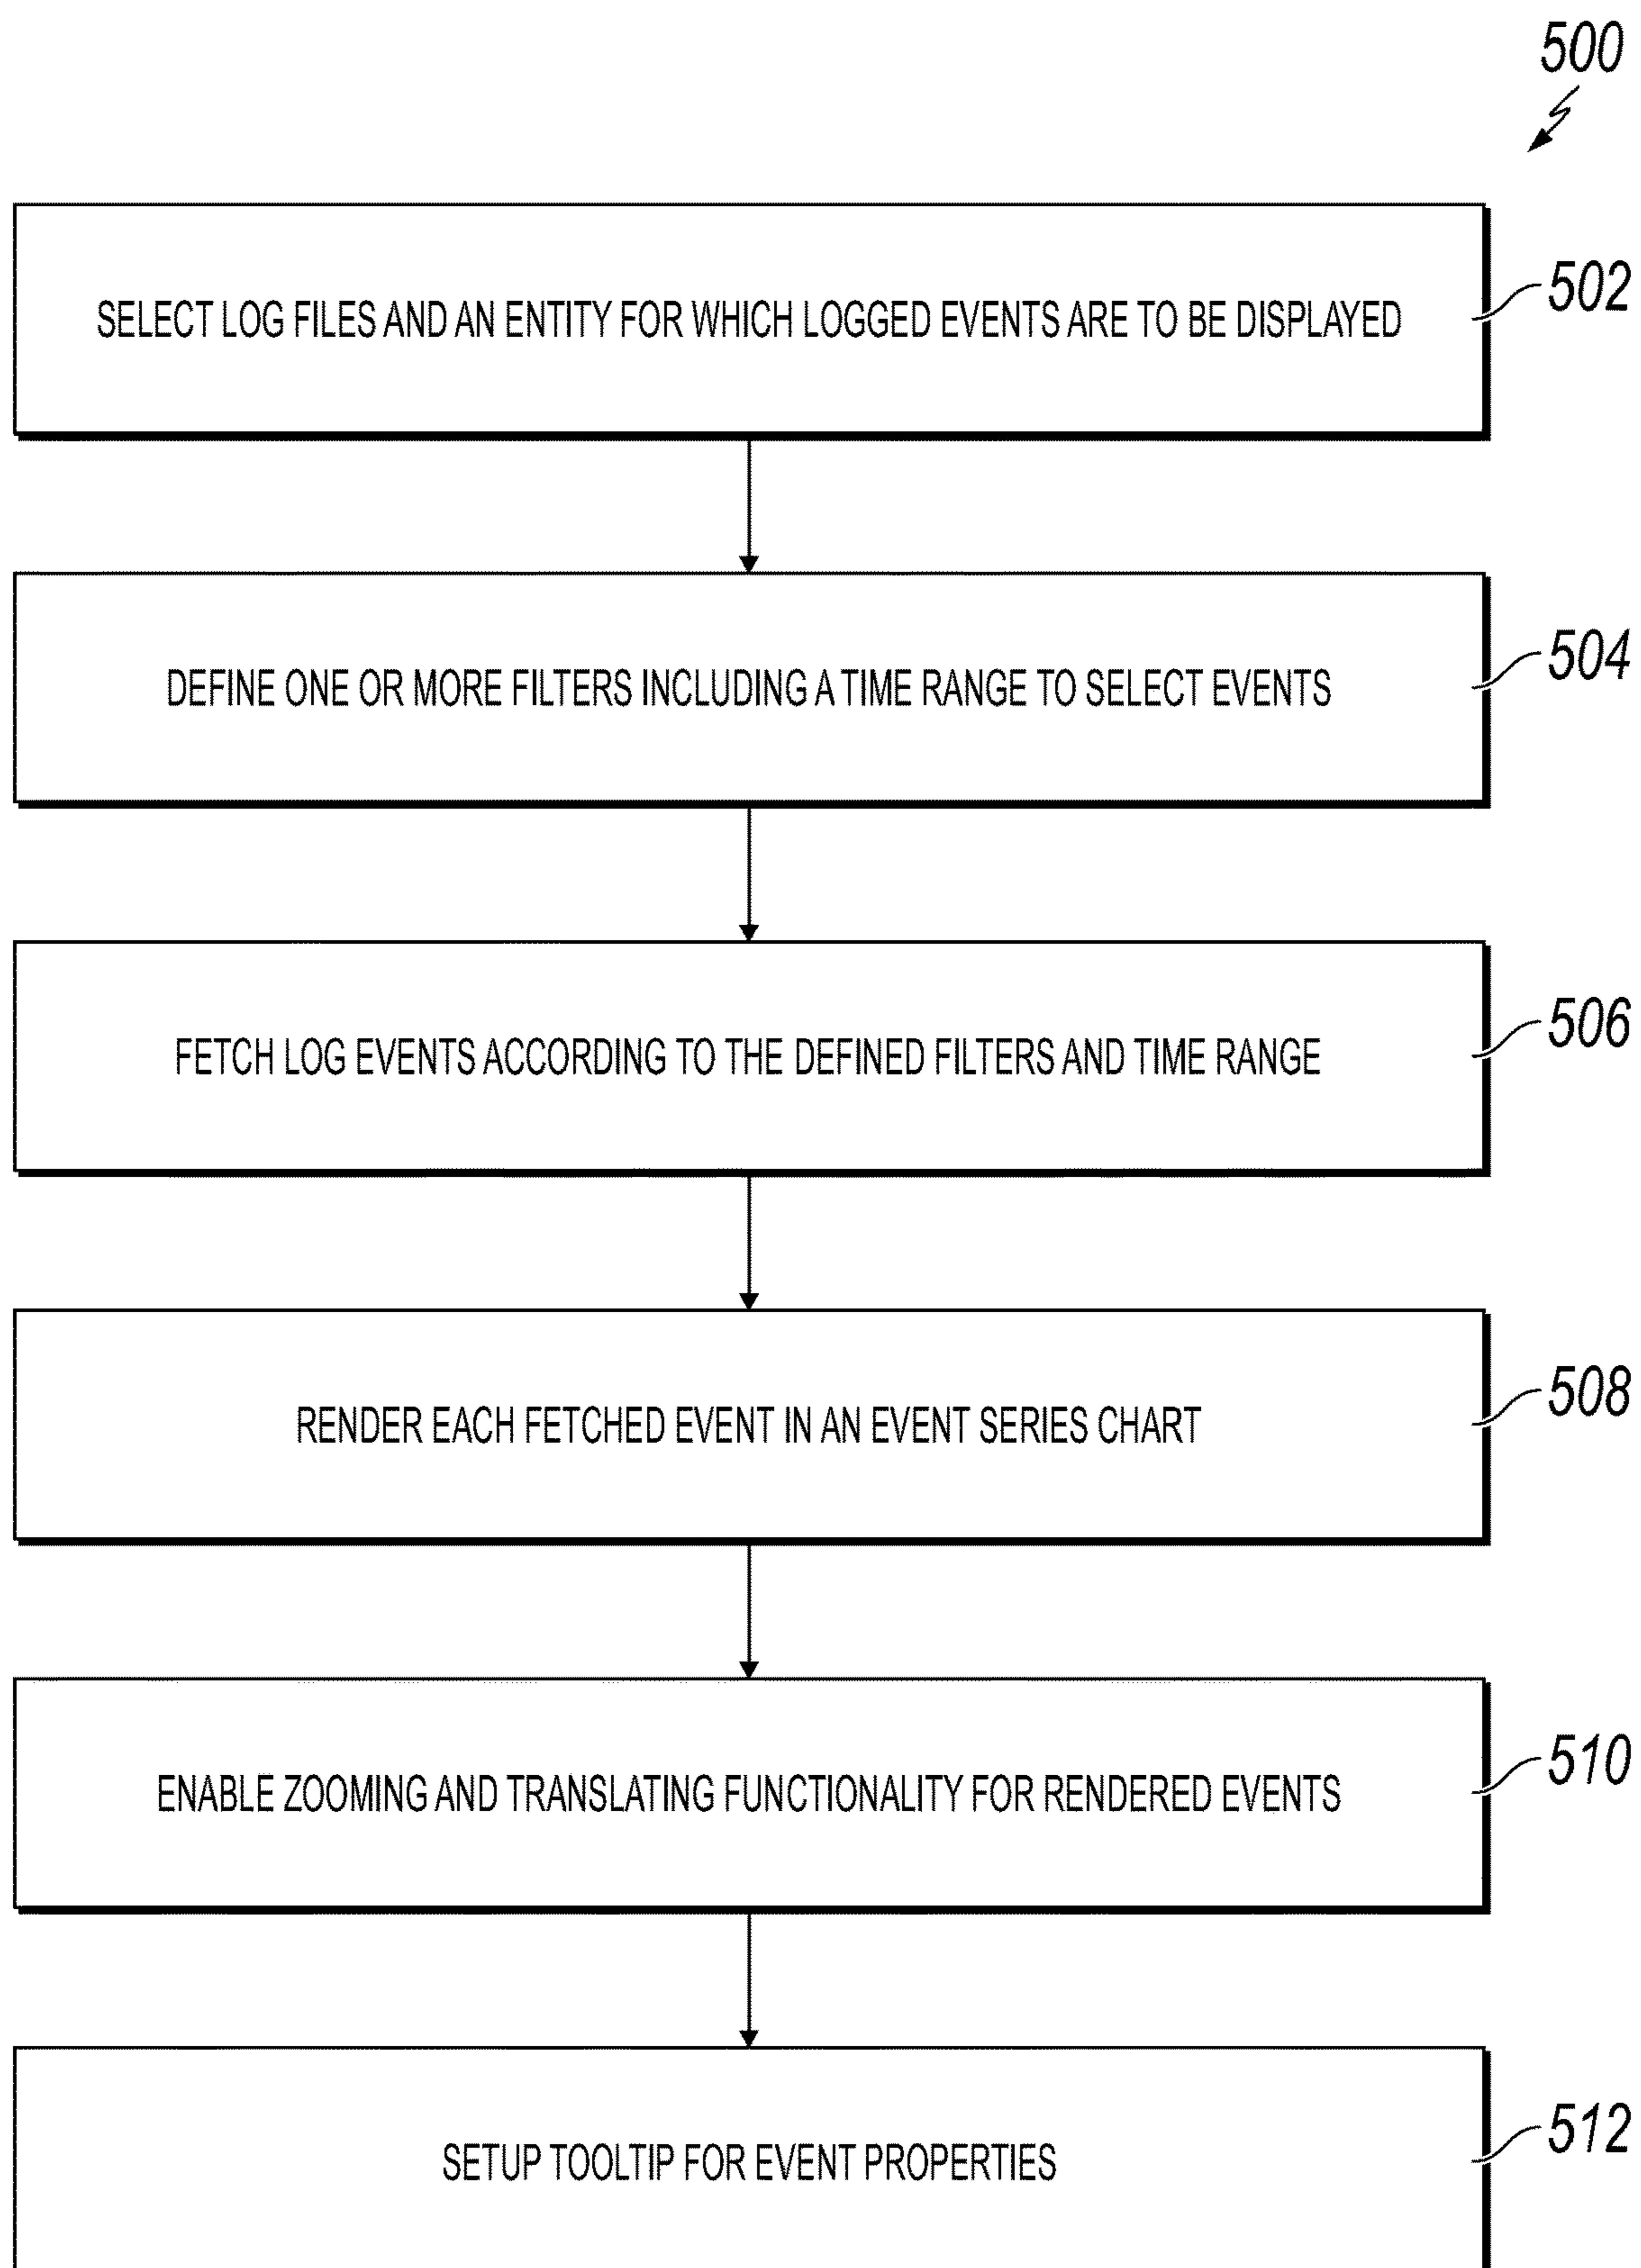 500
SELECT LOG FILES AND AN ENTITY FOR WHICH LOGGED EVENTS ARE TO BE DISPLAYED
502
DEFINE ONE OR MORE FILTERS INCLUDING A TIME RANGE TO SELECT EVENTS
504
FETCH LOG EVENTS ACCORDING TO THE DEFINED FILTERS AND TIME RANGE
506
RENDER EACH FETCHED EVENT IN AN EVENT SERIES CHART
508
ENABLE ZOOMING AND TRANSLATING FUNCTIONALITY FOR RENDERED EVENTS
510
SETUP TOOLTIP FOR EVENT PROPERTIES
512